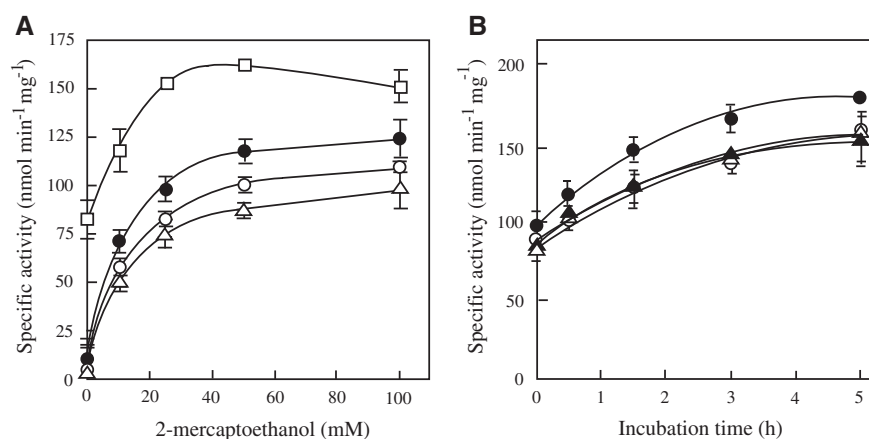 A
Specific activity (nmol min⁻¹ mg⁻¹)
175
150
125
100
75
50
25
0
0 20 40 60 80 100
2-mercaptoethanol (mM)
B
Specific activity (nmol min⁻¹ mg⁻¹)
200
150
100
50
0
0 1 2 3 4 5
Incubation time (h)